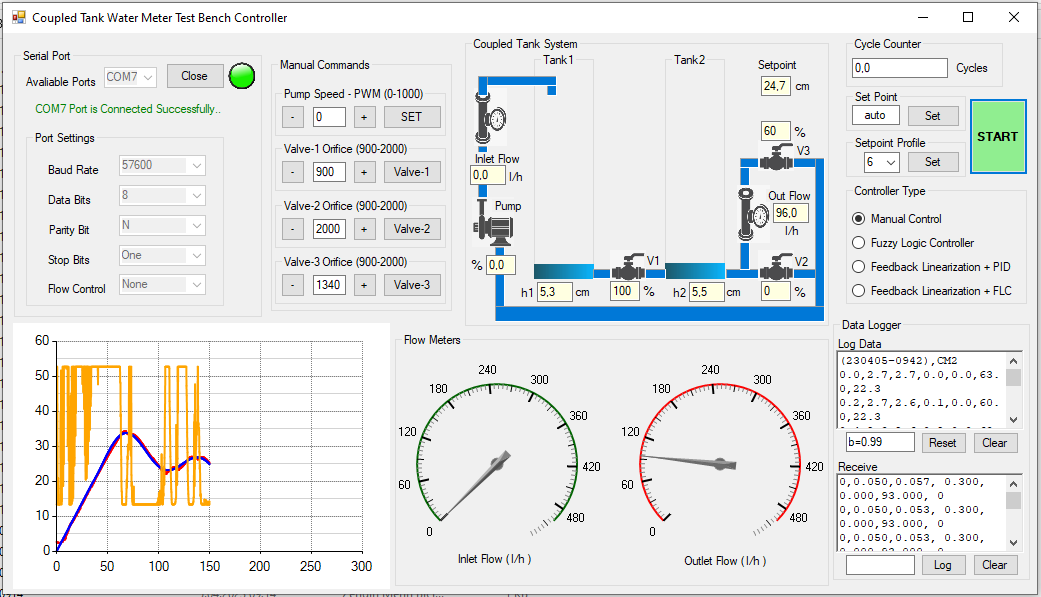 Coupled Tank Water Meter Test Bench Controller
Serial Port
Avaliable Ports COM7 Close
COM7 Port is Connected Successfully..
Port Settings
Baud Rate 57600
Data Bits 8
Parity Bit N
Stop Bits One
Flow Control None
Manual Commands
Pump Speed - PWM (0-1000)
- 0 + SET
Valve-1 Orifice (900-2000)
- 900 + Valve-1
Valve-2 Orifice (900-2000)
- 2000 + Valve-2
Valve-3 Orifice (900-2000)
- 1340 + Valve-3
Coupled Tank System
Tank1
Tank2
Setpoint
24,7 cm
60 %
V3
Inlet Flow
0,0 l/h
Pump
% 0,0
Out Flow
96,0
l/h
V1
V2
h1 5,3 cm
100 %
h2 5,5 cm
0 %
Cycle Counter
0,0 Cycles
Set Point
auto Set
Setpoint Profile
6 Set
START
Controller Type
Manual Control
Fuzzy Logic Controller
Feedback Linearization + PID
Feedback Linearization + FLC
60
50
40
30
20
10
0
0 50 100 150 200 250 300
Flow Meters
0 60 120 180 240 300 360 420 480
Inlet Flow ( l/h )
0 60 120 180 240 300 360 420 480
Outlet Flow ( l/h )
Data Logger
Log Data
(230405-0942),CM2
0.0,2.7,2.7,0.0,0.0,63.
0,22.3
0.2,2.7,2.6,0.1,0.0,60.
0,22.3
b=0.99 Reset Clear
Receive
0,0.050,0.057, 0.300,
0.000,93.000, 0
0,0.050,0.053, 0.300,
0.000,93.000, 0
0,0.050,0.053, 0.300,
0.000,93.000, 0
Log Clear